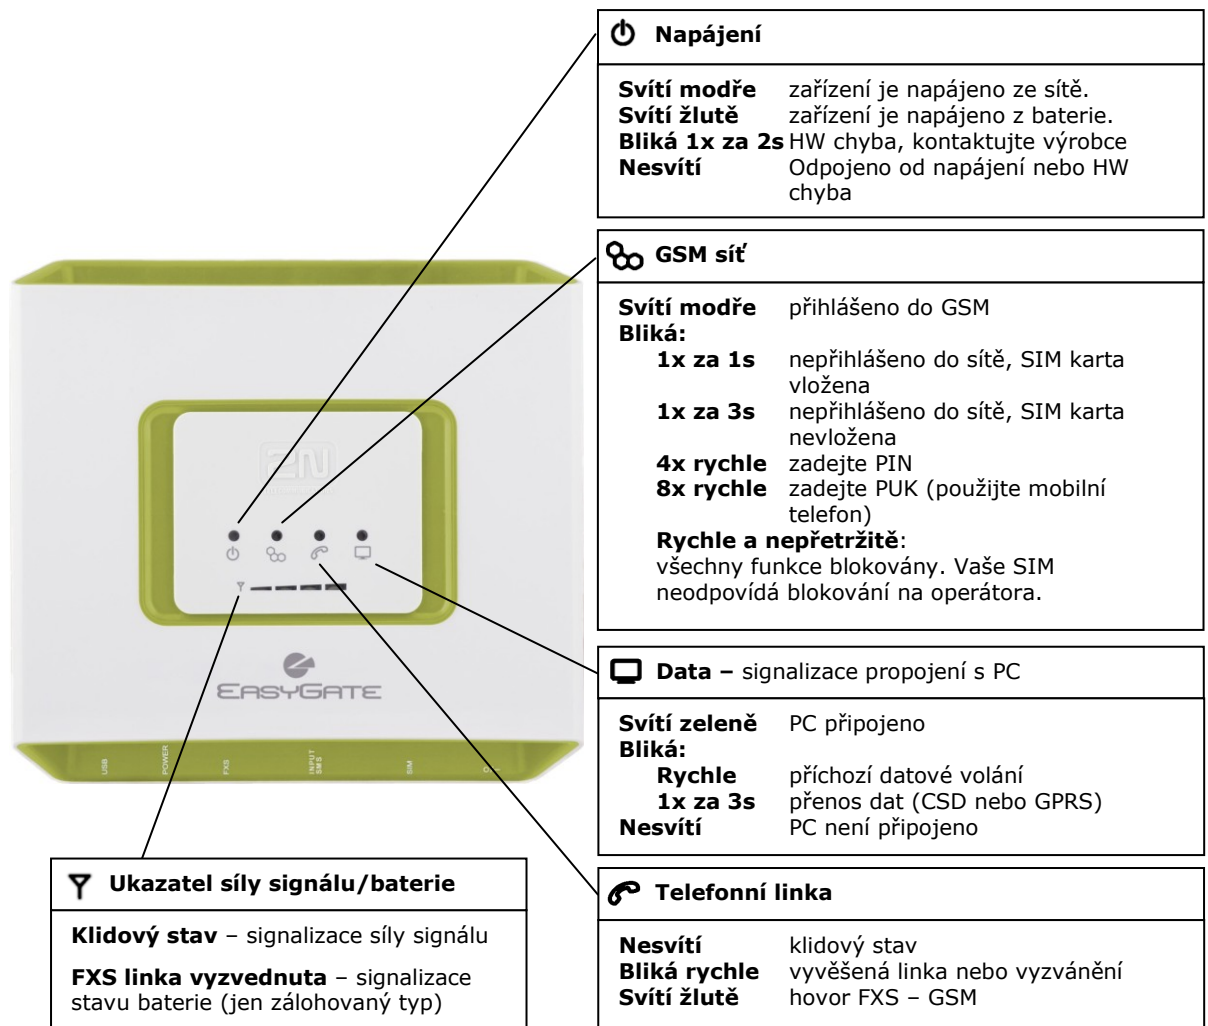 Napájení
Svítí modře zařízení je napájeno ze sítě.
Svítí žlutě zařízení je napájeno z baterie.
Bliká 1x za 2s HW chyba, kontaktujte výrobce
Nesvítí Odpojeno od napájení nebo HW
chyba
GSM síť
Svítí modře přihlášeno do GSM
Bliká:
1x za 1s nepřihlášeno do sítě, SIM karta
vložena
1x za 3s nepřihlášeno do sítě, SIM karta
nevložena
4x rychle zadejte PIN
8x rychle zadejte PUK (použijte mobilní
telefon)
Rychle a nepřetržitě:
všechny funkce blokovány. Vaše SIM
neodpovídá blokování na operátora.
Data – signalizace propojení s PC
Svítí zeleně PC připojeno
Bliká:
Rychle příchozí datové volání
1x za 3s přenos dat (CSD nebo GPRS)
Nesvítí PC není připojeno
Telefonní linka
Nesvítí klidový stav
Bliká rychle vyvěšená linka nebo vyzvánění
Svítí žlutě hovor FXS – GSM
2N
EASYGATE
USB
POWER
FXS
INPUT
SMS
SIM
Ukazatel síly signálu/baterie
Klidový stav – signalizace síly signálu
FXS linka vyzvednuta – signalizace
stavu baterie (jen zálohovaný typ)